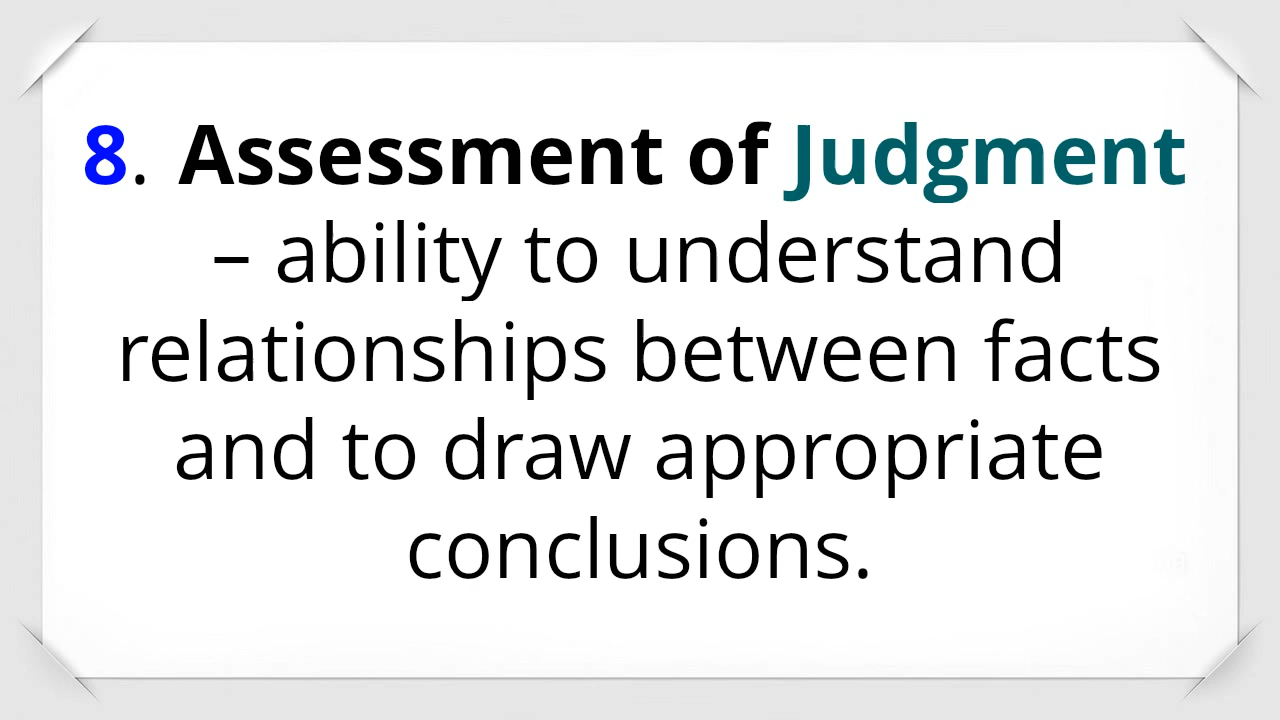 8. Assessment of Judgment
– ability to understand
relationships between facts
and to draw appropriate
conclusions.